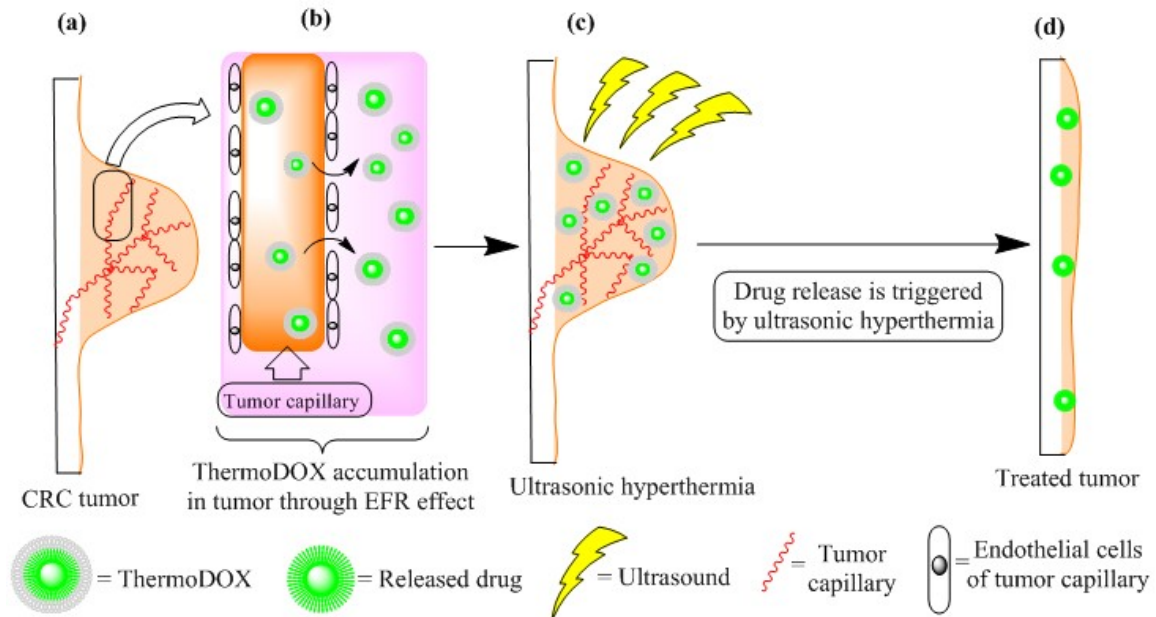 (a)
(b)
(c)
(d)
Tumor capillary
Drug release is triggered
by ultrasonic hyperthermia
CRC tumor
ThermoDOX accumulation
in tumor through EFR effect
Ultrasonic hyperthermia
Treated tumor
= ThermoDOX
= Released drug
= Ultrasound
= Tumor
capillary
= Endothelial cells
of tumor capillary